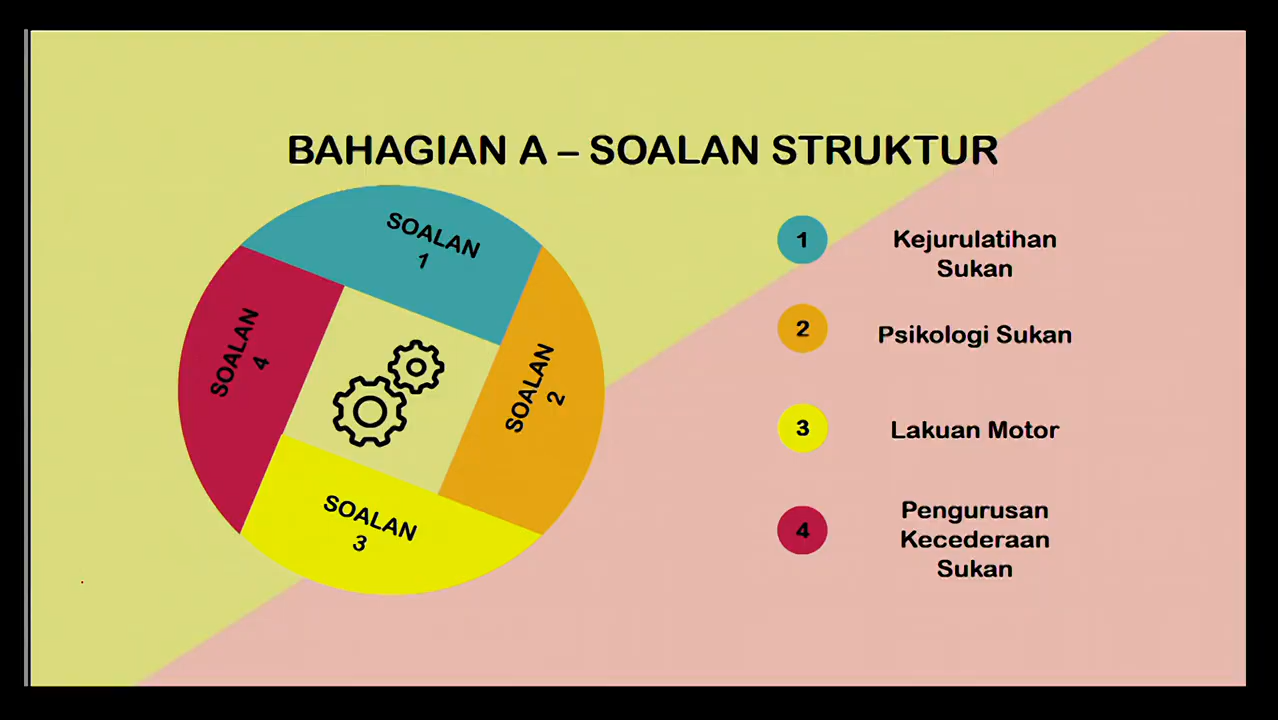 BAHAGIAN A – SOALAN STRUKTUR
SOALAN
1
SOALAN
2
SOALAN
3
SOALAN
4
1
Kejurulatihan
Sukan
2
Psikologi Sukan
3
Lakuan Motor
4
Pengurusan
Kecederaan
Sukan